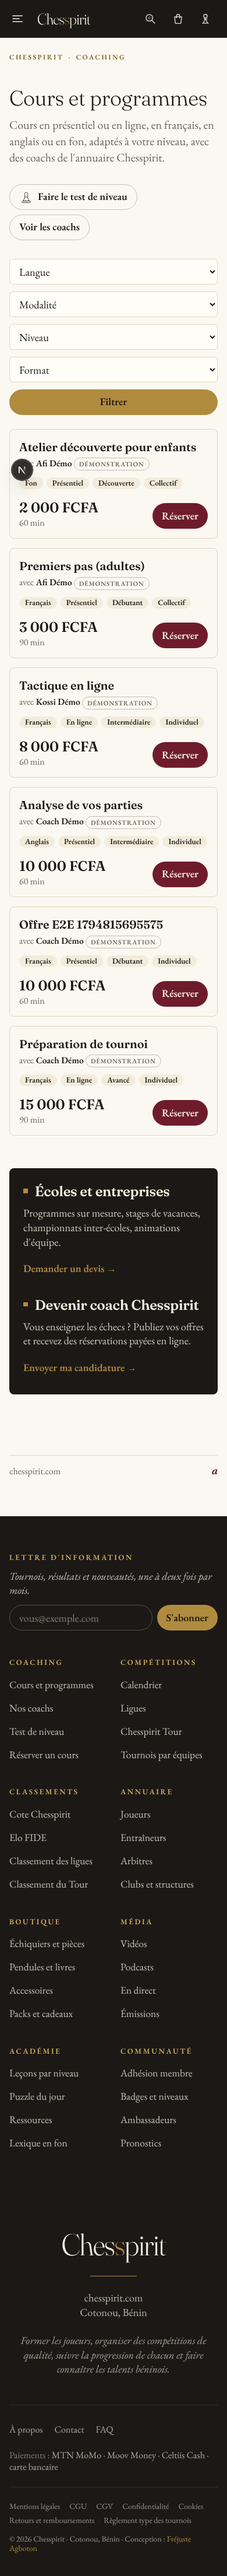 Chesspirit
CHESSPIRIT - COACHING
Cours et programmes
Cours en présentiel ou en ligne, en français, en
anglais ou en fon, adaptés à votre niveau, avec
des coachs de l'annuaire Chesspirit.
Faire le test de niveau
Voir les coachs
Langue
Modalité
Niveau
Format
Filtrer
Atelier découverte pour enfants
Afi Démo DÉMONSTRATION
Fon Présentiel Découverte Collectif
2 000 FCFA
60 min
Réserver
Premiers pas (adultes)
avec Afi Démo DÉMONSTRATION
Français Présentiel Débutant Collectif
3 000 FCFA
90 min
Réserver
Tactique en ligne
avec Kossi Démo DÉMONSTRATION
Français En ligne Intermédiaire Individuel
8 000 FCFA
60 min
Réserver
Analyse de vos parties
avec Coach Démo DÉMONSTRATION
Anglais Présentiel Intermédiaire Individuel
10 000 FCFA
60 min
Réserver
Offre E2E 1794815695575
avec Coach Démo DÉMONSTRATION
Français Présentiel Débutant Individuel
10 000 FCFA
60 min
Réserver
Préparation de tournoi
avec Coach Démo DÉMONSTRATION
Français En ligne Avancé Individuel
15 000 FCFA
90 min
Réserver
Écoles et entreprises
Programmes sur mesure, stages de vacances,
championnats inter-écoles, animations
d'équipe.
Demander un devis →
Devenir coach Chesspirit
Vous enseignez les échecs ? Publiez vos offres
et recevez des réservations payées en ligne.
Envoyer ma candidature →
chesspirit.com
a
LETTRE D'INFORMATION
Tournois, résultats et nouveautés, une à deux fois par
mois.
vous@exemple.com
S'abonner
COACHING
Cours et programmes
Nos coachs
Test de niveau
Réserver un cours
COMPÉTITIONS
Calendrier
Ligues
Chesspirit Tour
Tournois par équipes
CLASSEMENTS
Cote Chesspirit
Elo FIDE
Classement des ligues
Classement du Tour
ANNUAIRE
Joueurs
Entraîneurs
Arbitres
Clubs et structures
BOUTIQUE
Échiquiers et pièces
Pendules et livres
Accessoires
Packs et cadeaux
MÉDIA
Vidéos
Podcasts
En direct
Émissions
ACADÉMIE
Leçons par niveau
Puzzle du jour
Ressources
Lexique en fon
COMMUNAUTÉ
Adhésion membre
Badges et niveaux
Ambassadeurs
Pronostics
Chesspirit
chesspirit.com
Cotonou, Bénin
Former les joueurs, organiser des compétitions de
qualité, suivre la progression de chacun et faire
connaître les talents béninois.
À propos Contact FAQ
Paiements : MTN MoMo · Moov Money · Celtiis Cash ·
carte bancaire
Mentions légales CGU CGV Confidentialité Cookies
Retours et remboursements Règlement type des tournois
© 2026 Chesspirit · Cotonou, Bénin · Conception : Fréjuste
Agboton